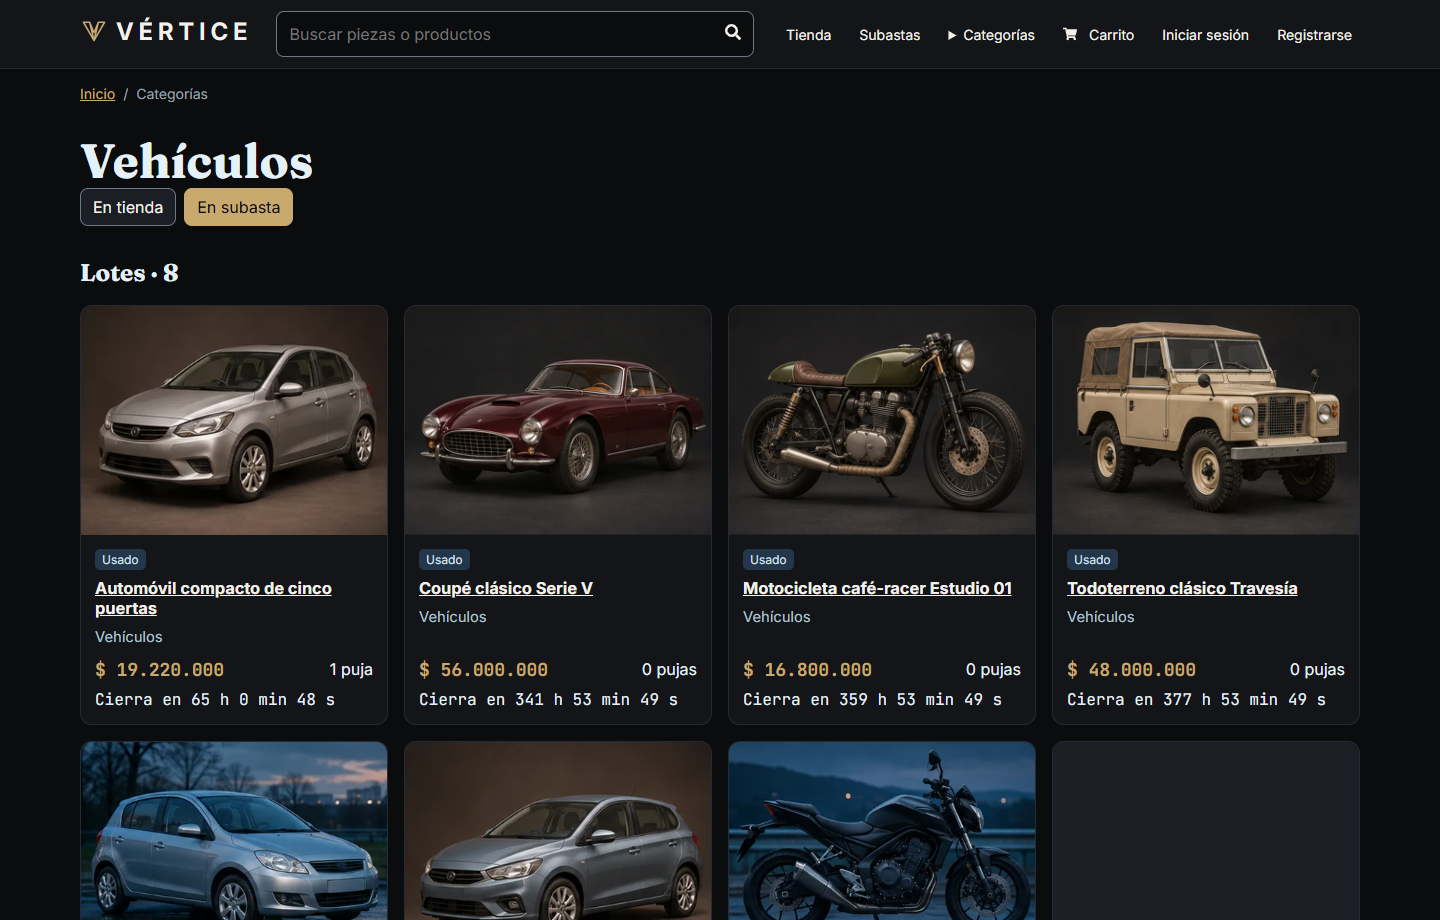 VÉRTICE
Buscar piezas o productos
Tienda
Subastas
Categorías
Carrito
Iniciar sesión
Registrarse
Inicio / Categorías
Vehículos
En tienda
En subasta
Lotes · 8
Usado
Automóvil compacto de cinco
puertas
Vehículos
$ 19.220.000
1 puja
Cierra en 65 h 0 min 48 s
Usado
Coupé clásico Serie V
Vehículos
$ 56.000.000
0 pujas
Cierra en 341 h 53 min 49 s
Usado
Motocicleta café-racer Estudio 01
Vehículos
$ 16.800.000
0 pujas
Cierra en 359 h 53 min 49 s
Usado
Todoterreno clásico Travesía
Vehículos
$ 48.000.000
0 pujas
Cierra en 377 h 53 min 49 s